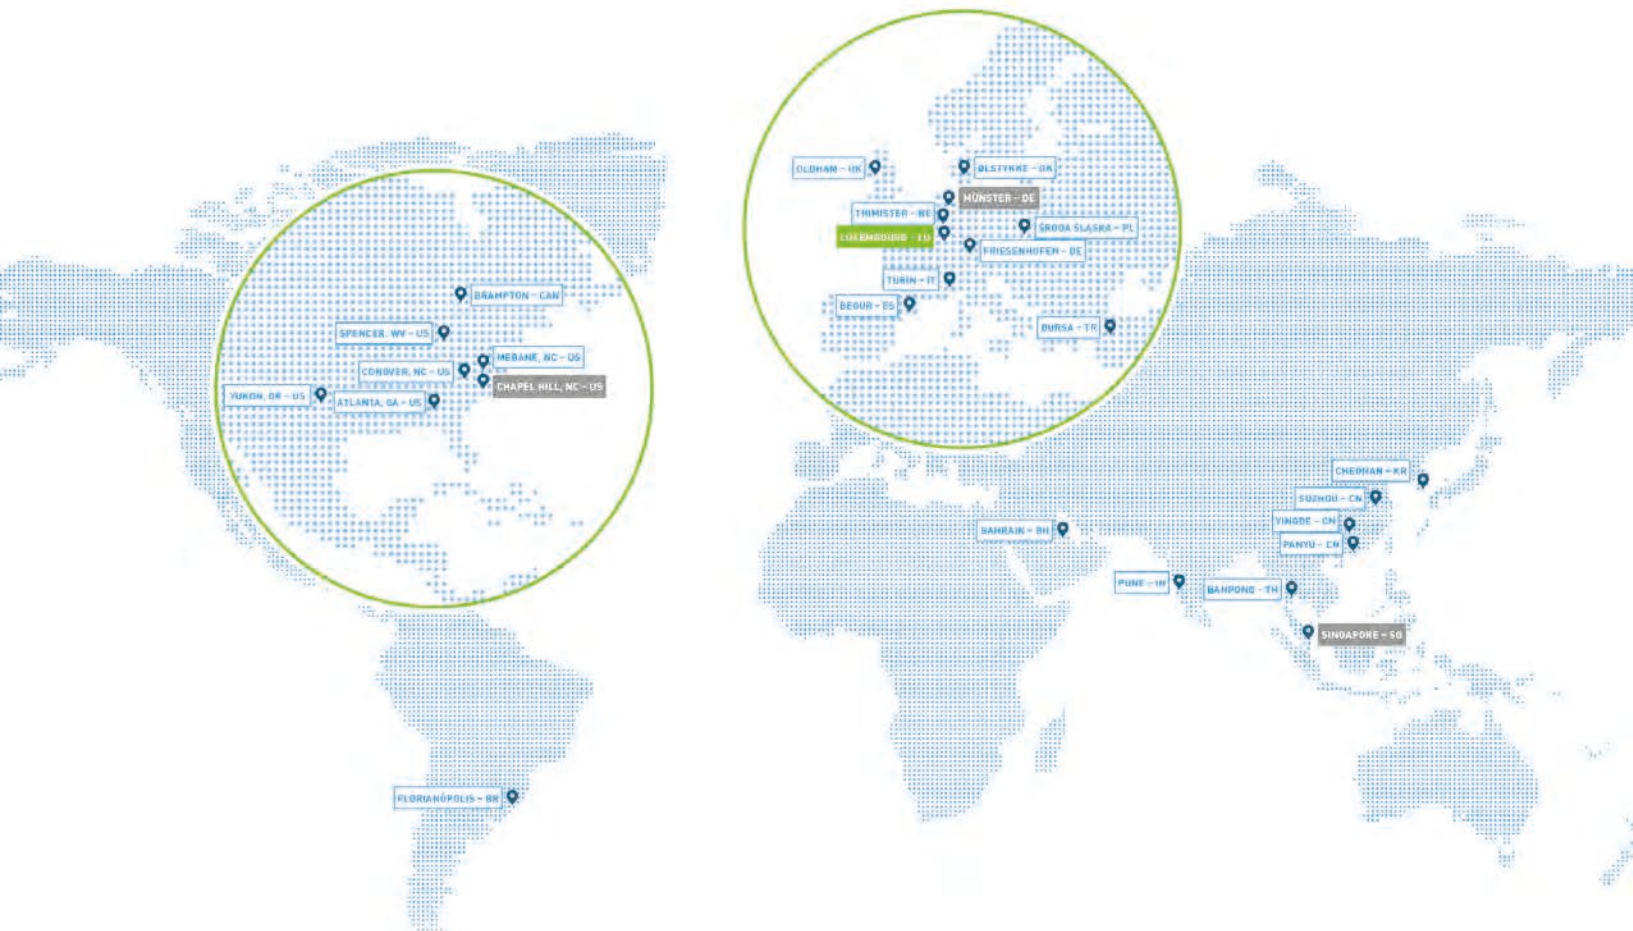 OLDHAM – UK
ØLSTYKKE – DK
MÜNSTER – DE
THIMISTER – BE
ŚRODA ŚLĄSKA – PL
LUXEMBOURG – LU
FRIESENHOFEN – DE
TURIN – IT
BEGUR – ES
BURSA – TR
BRAMPTON – CAN
SPENCER, WV – US
MEBANE, NC – US
CONOVER, NC – US
CHAPEL HILL, NC – US
YUKON, OK – US
ATLANTA, GA – US
CHEONAN – KR
SUZHOU – CN
YINGDE – CN
BAHRAIN – BH
PANYU – CN
PUNE – IN
BANPONG – TH
SINGAPORE – SG
FLORIANÓPOLIS – BR